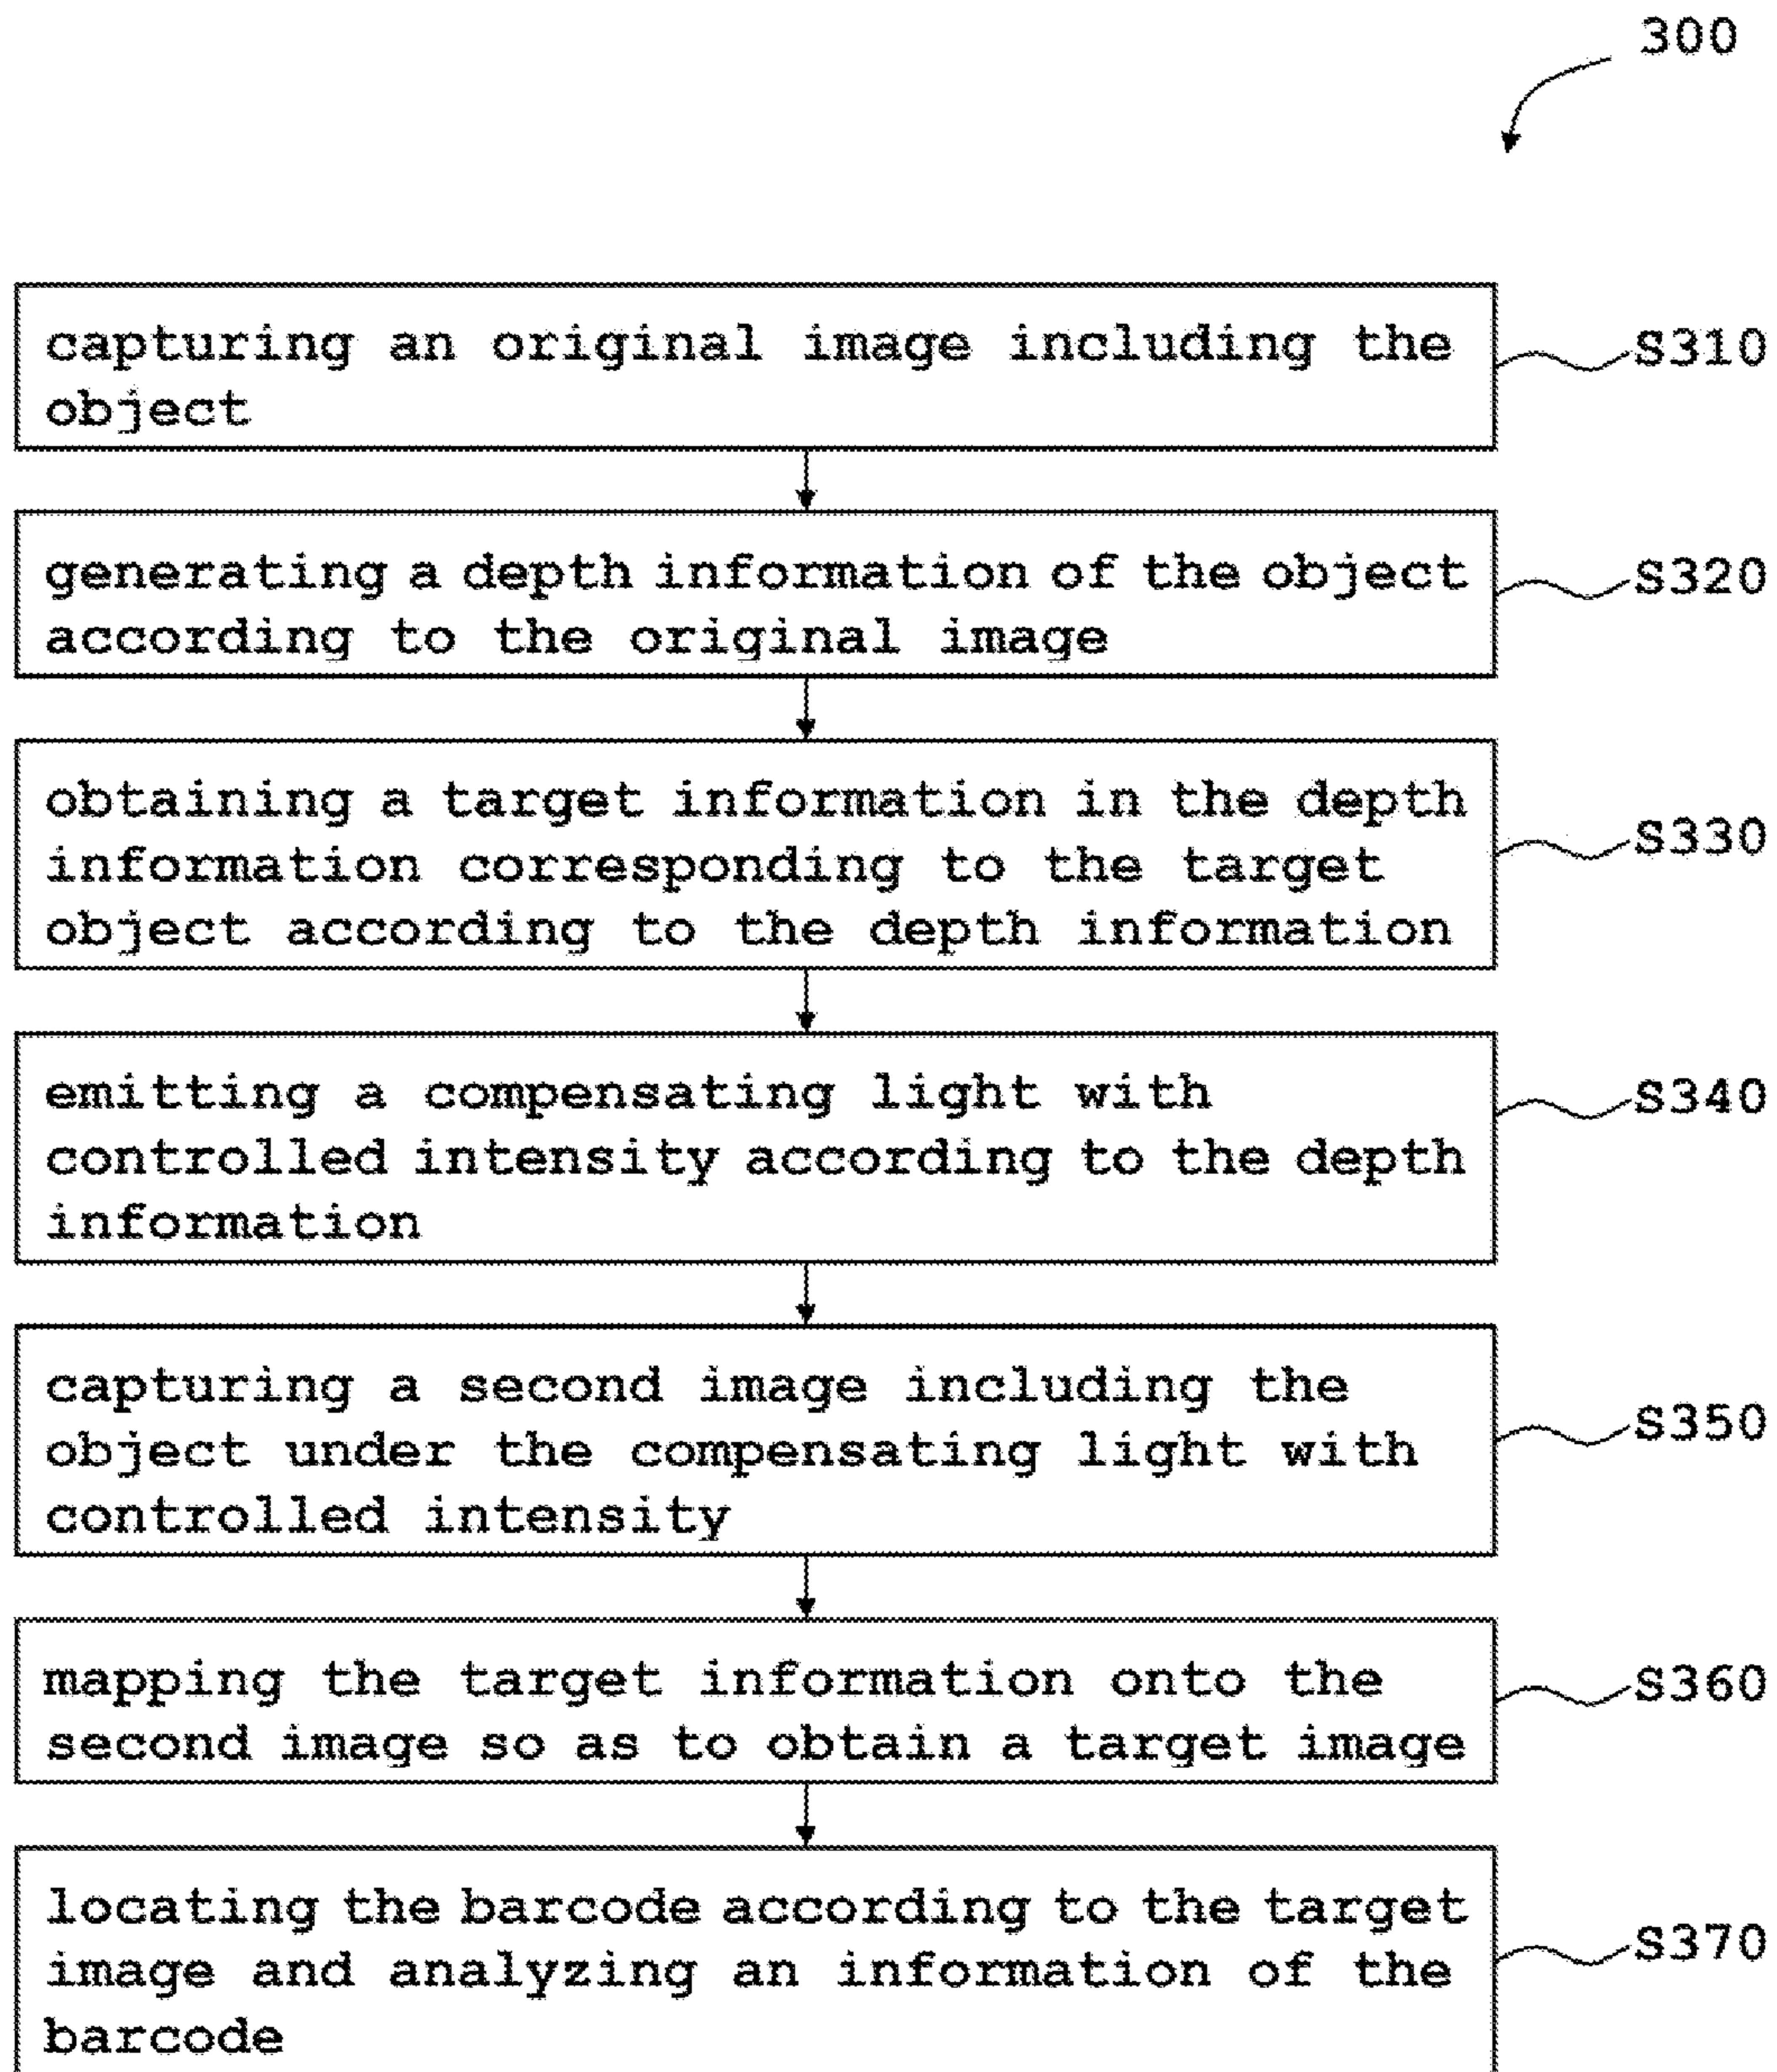 300
capturing an original image including the
object
S310
generating a depth information of the object
according to the original image
S320
obtaining a target information in the depth
information corresponding to the target
object according to the depth information
S330
emitting a compensating light with
controlled intensity according to the depth
information
S340
capturing a second image including the
object under the compensating light with
controlled intensity
S350
mapping the target information onto the
second image so as to obtain a target image
S360
locating the barcode according to the target
image and analyzing an information of the
barcode
S370